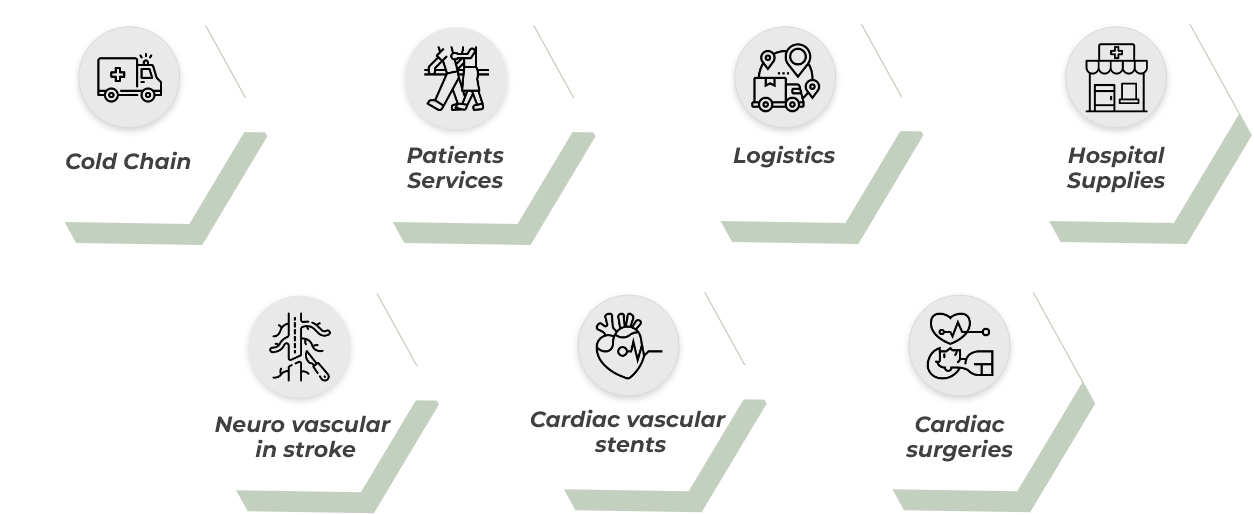 Cold Chain
Patients
Services
Logistics
Hospital
Supplies
Neuro vascular
in stroke
Cardiac vascular
stents
Cardiac
surgeries